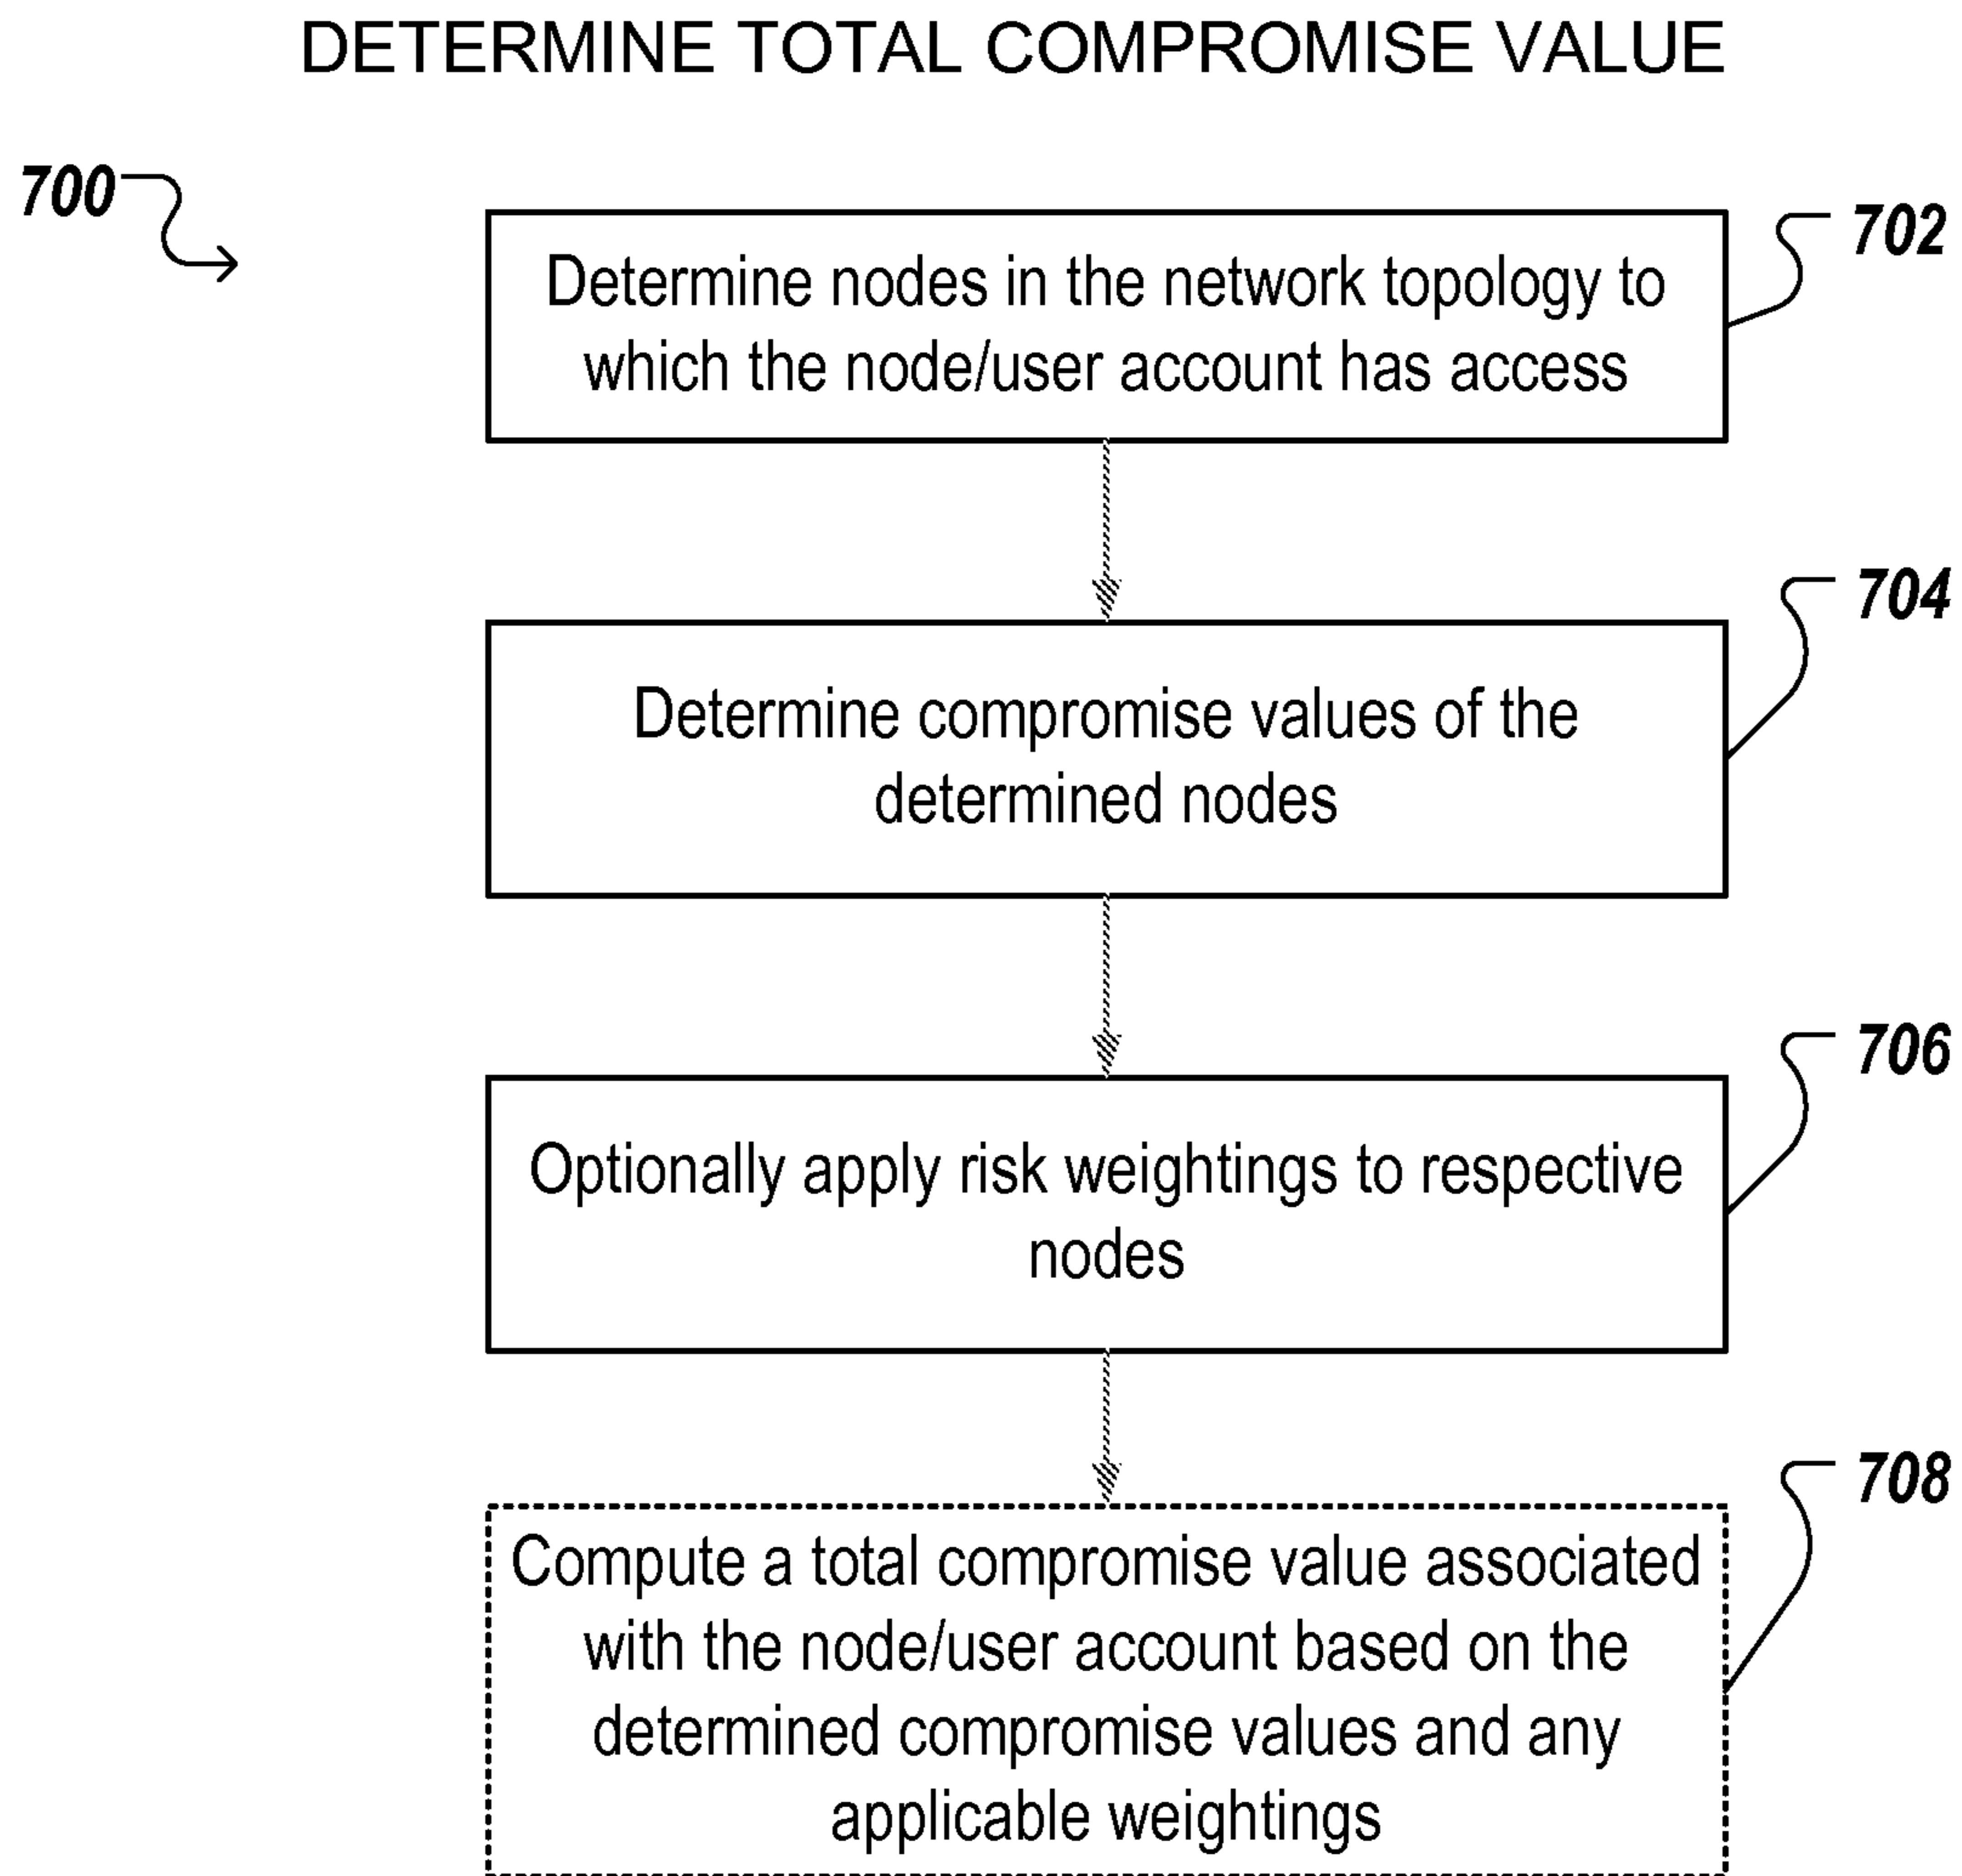 DETERMINE TOTAL COMPROMISE VALUE
700
702
Determine nodes in the network topology to
which the node/user account has access
704
Determine compromise values of the
determined nodes
706
Optionally apply risk weightings to respective
nodes
708
Compute a total compromise value associated
with the node/user account based on the
determined compromise values and any
applicable weightings